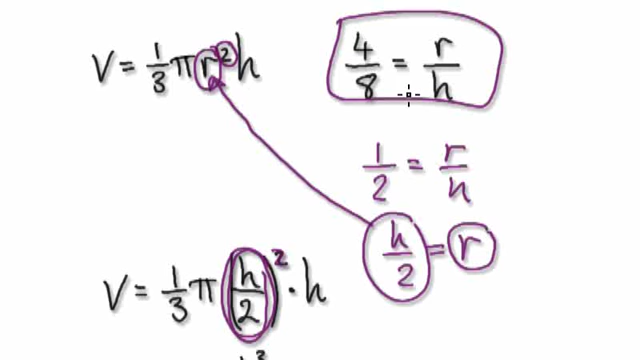 V = 1/3 π r² h
4/8 = r/h
1/2 = r/h
h/2 = r
V = 1/3 π (h/2)² · h